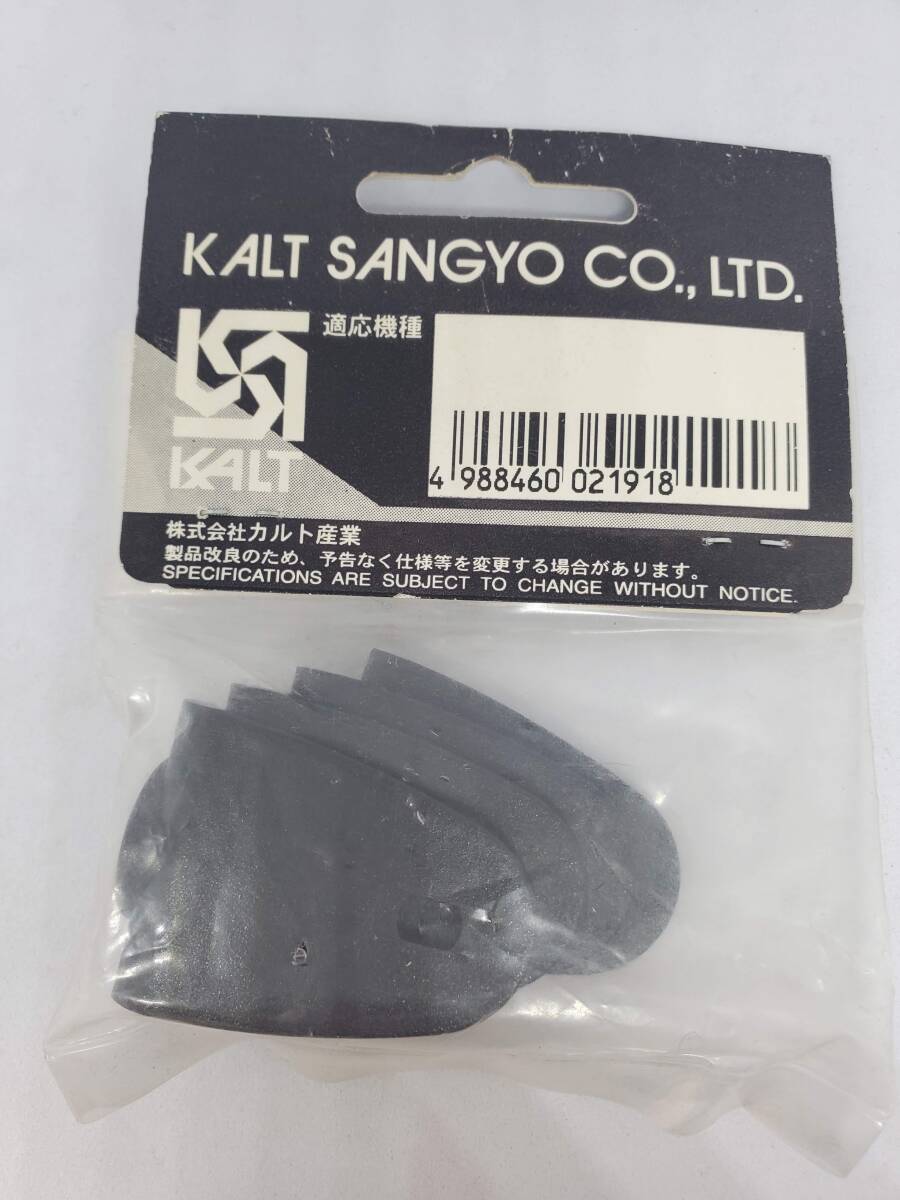 KALT SANGYO CO., LTD.
適応機種
KALT
4 988460 021918
株式会社カルト産業
製品改良のため、予告なく仕様等を変更する場合があります。
SPECIFICATIONS ARE SUBJECT TO CHANGE WITHOUT NOTICE.